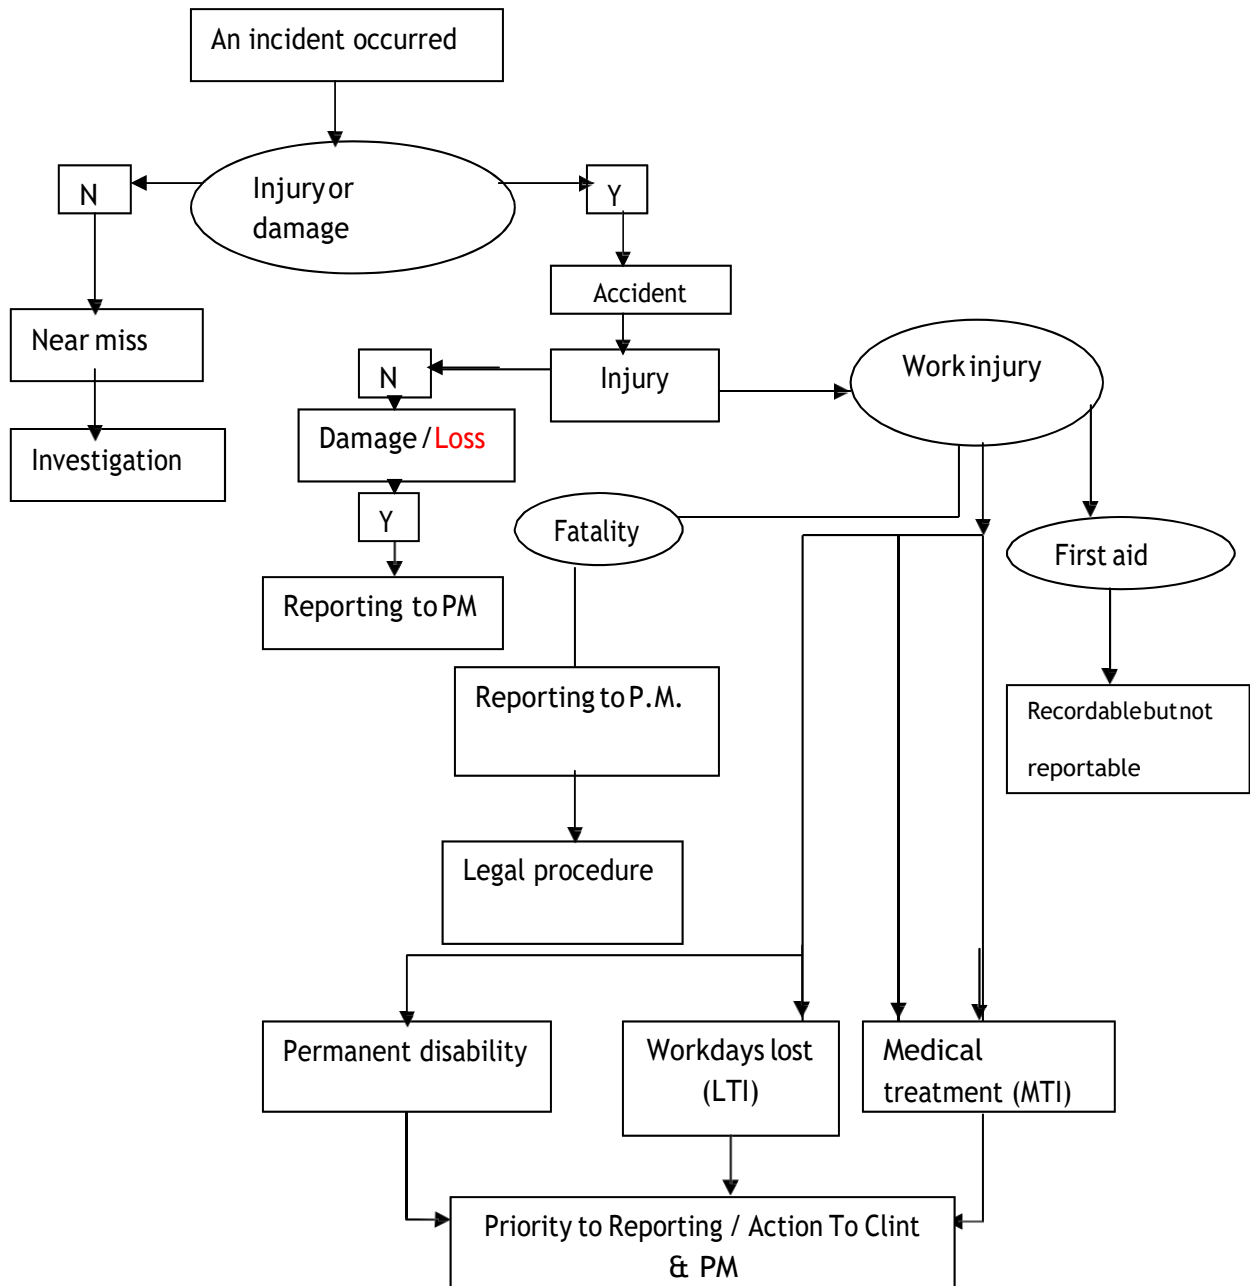 An incident occurred
N
Injury or
damage
Y
Accident
Near miss
N
Injury
Work injury
Damage / Loss
Investigation
Y
Fatality
First aid
Reporting to PM
Reporting to P.M.
Recordable but not
reportable
Legal procedure
Permanent disability
Workdays lost
(LTI)
Medical
treatment (MTI)
Priority to Reporting / Action To Clint
& PM